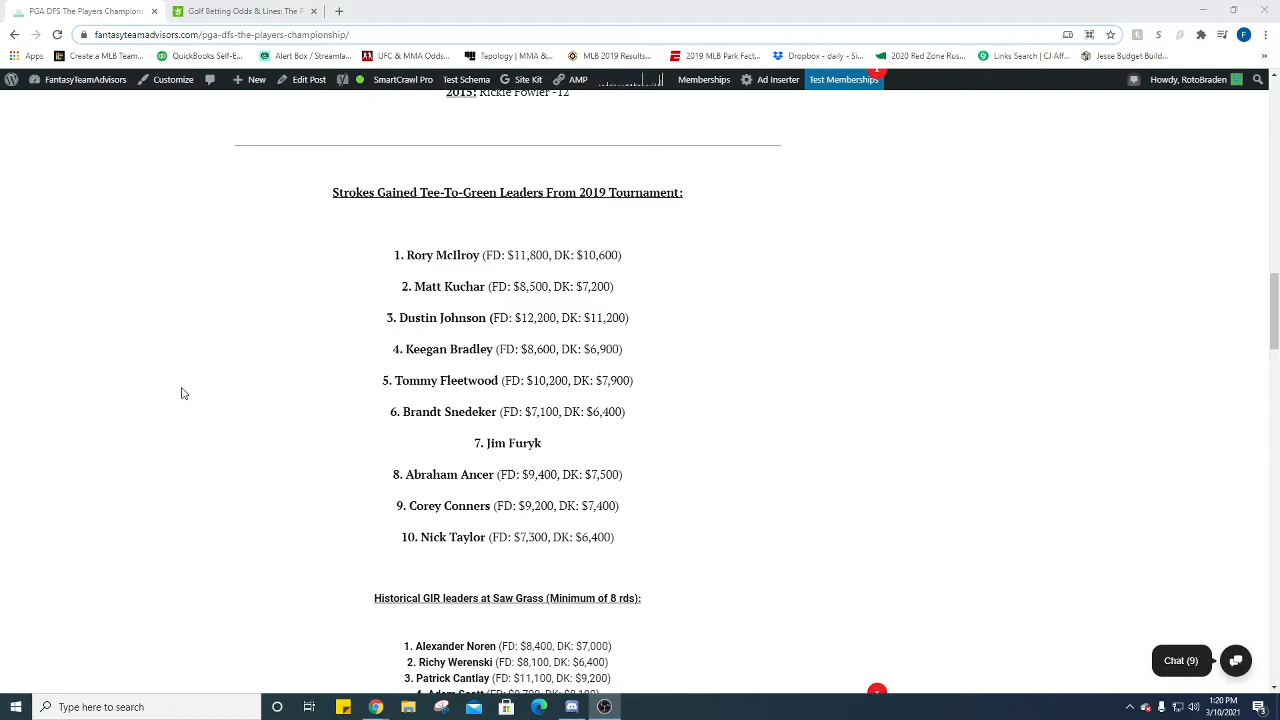 PGA DFS The Players Championship
Golf Betting Odds & Lines: The P
fantasyteamadvisors.com/pga-dfs-the-players-championship/
Apps
Create a MLB Team...
QuickBooks Self-E...
Alert Box / Stream...
UFC & MMA Odds...
Tapology | MMA &...
MLB 2019 Results...
2019 MLB Park Fact...
Dropbox - daily - Si...
2020 Red Zone Rus...
Links Search | CJ Aff...
Jesse Budget Build...
FantasyTeamAdvisors
Customize
New
Edit Post
SmartCrawl Pro
Test Schema
Site Kit
AMP
Memberships
Ad Inserter
Test Memberships
Howdy, RotoBraden
2015: Rickie Fowler -12
Strokes Gained Tee-To-Green Leaders From 2019 Tournament:
1. Rory McIlroy (FD: $11,800, DK: $10,600)
2. Matt Kuchar (FD: $8,500, DK: $7,200)
3. Dustin Johnson (FD: $12,200, DK: $11,200)
4. Keegan Bradley (FD: $8,600, DK: $6,900)
5. Tommy Fleetwood (FD: $10,200, DK: $7,900)
6. Brandt Snedeker (FD: $7,100, DK: $6,400)
7. Jim Furyk
8. Abraham Ancer (FD: $9,400, DK: $7,500)
9. Corey Conners (FD: $9,200, DK: $7,400)
10. Nick Taylor (FD: $7,300, DK: $6,400)
Historical GIR leaders at Saw Grass (Minimum of 8 rds):
1. Alexander Noren (FD: $8,400, DK: $7,000)
2. Richy Werenski (FD: $8,100, DK: $6,400)
3. Patrick Cantlay (FD: $11,100, DK: $9,200)
Chat (9)
Type here to search
1:20 PM
3/10/2021